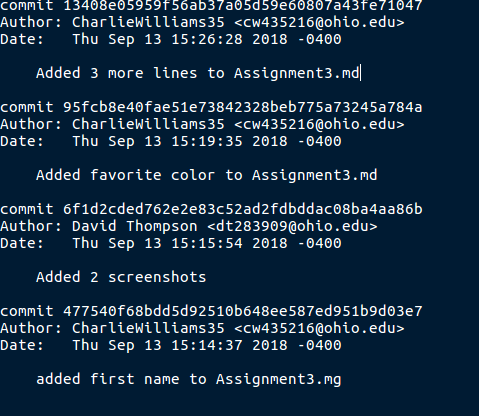 commit 13408e05959f56ab37a05d59e60807a43fe71047
Author: CharlieWilliams35 <cw435216@ohio.edu>
Date:   Thu Sep 13 15:26:28 2018 -0400
Added 3 more lines to Assignment3.md
commit 95fcb8e40fae51e73842328beb775a73245a784a
Author: CharlieWilliams35 <cw435216@ohio.edu>
Date:   Thu Sep 13 15:19:35 2018 -0400
Added favorite color to Assignment3.md
commit 6f1d2cded762e2e83c52ad2fdbddac08ba4aa86b
Author: David Thompson <dt283909@ohio.edu>
Date:   Thu Sep 13 15:15:54 2018 -0400
Added 2 screenshots
commit 477540f68bdd5d92510b648ee587ed951b9d03e7
Author: CharlieWilliams35 <cw435216@ohio.edu>
Date:   Thu Sep 13 15:14:37 2018 -0400
added first name to Assignment3.mg